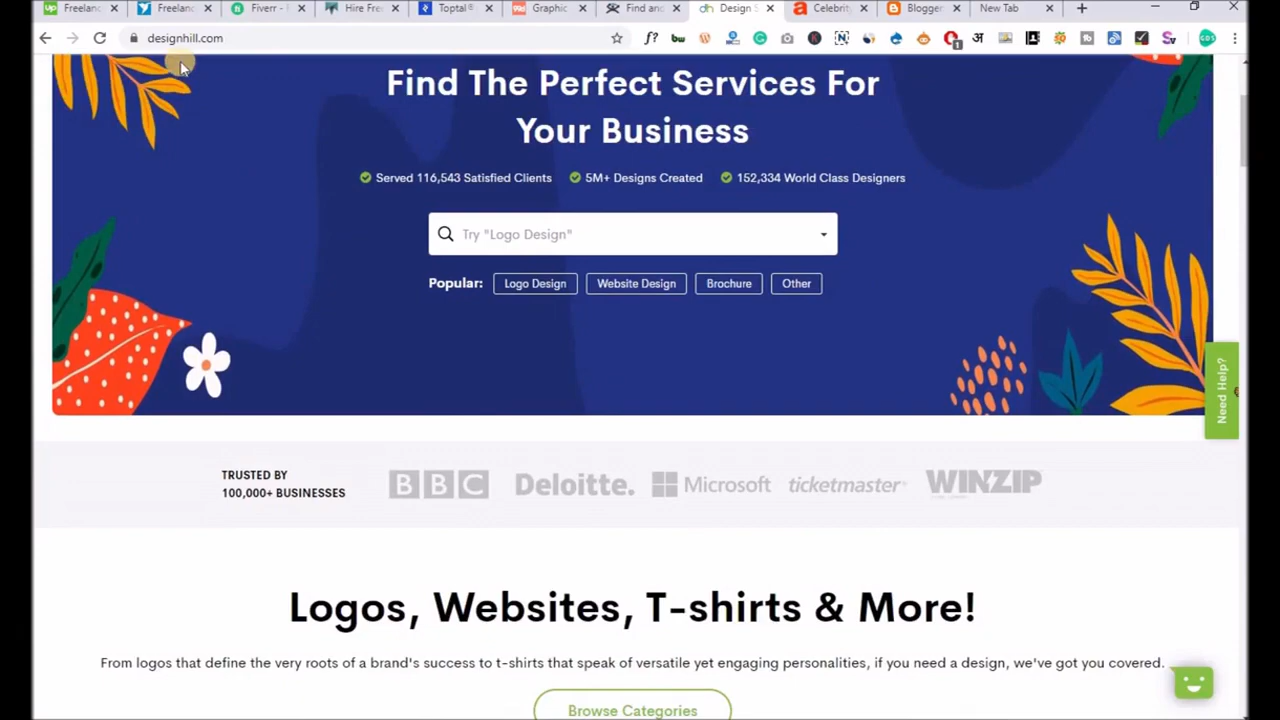 Freelanc
Freelanc
Fiverr -
Hire Free
Toptal®
Graphic
Find and
Design S
Celebrity
Blogger.
New Tab
designhill.com
Find The Perfect Services For
Your Business
Served 116,543 Satisfied Clients
5M+ Designs Created
152,334 World Class Designers
Try "Logo Design"
Popular: Logo Design Website Design Brochure Other
Need Help?
TRUSTED BY
100,000+ BUSINESSES
BBC Deloitte. Microsoft ticketmaster® WINZIP
Logos, Websites, T-shirts & More!
From logos that define the very roots of a brand's success to t-shirts that speak of versatile yet engaging personalities, if you need a design, we've got you covered.
Browse Categories